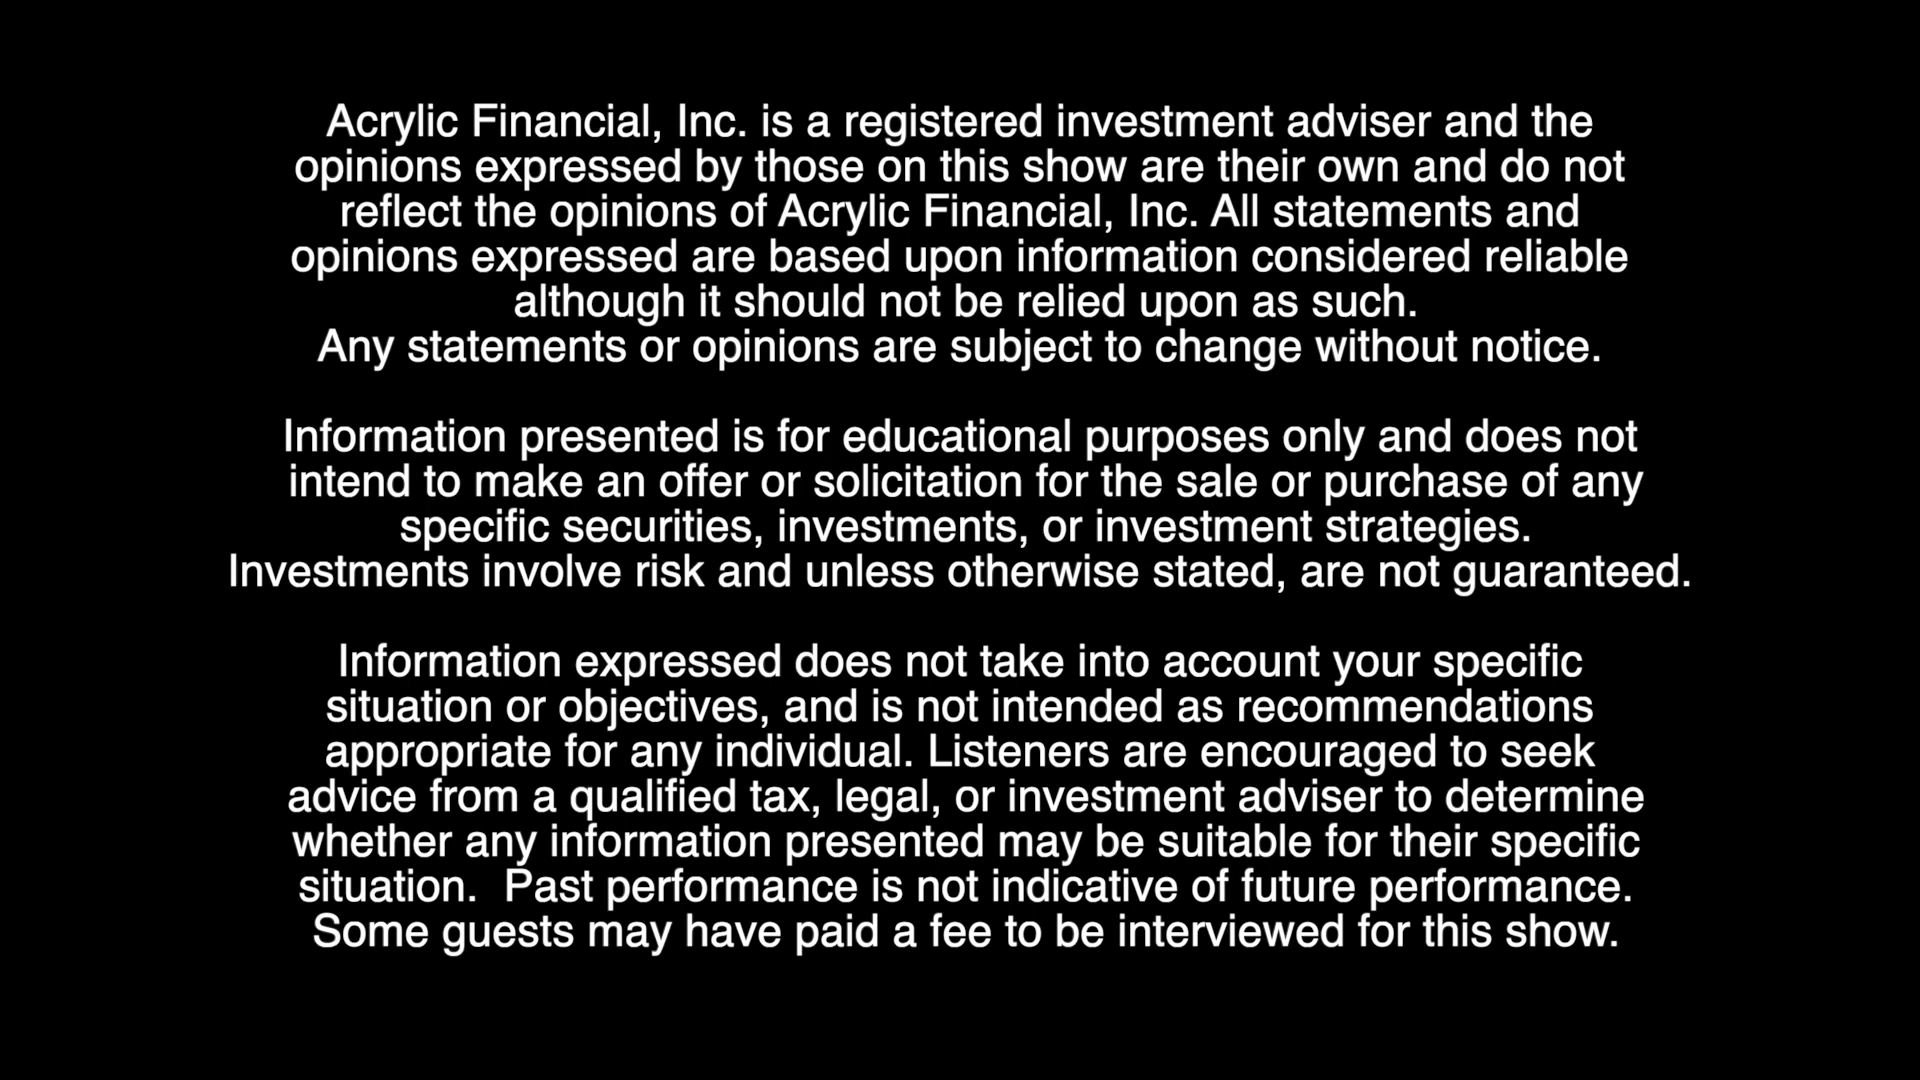 Acrylic Financial, Inc. is a registered investment adviser and the
opinions expressed by those on this show are their own and do not
reflect the opinions of Acrylic Financial, Inc. All statements and
opinions expressed are based upon information considered reliable
although it should not be relied upon as such.
Any statements or opinions are subject to change without notice.
Information presented is for educational purposes only and does not
intend to make an offer or solicitation for the sale or purchase of any
specific securities, investments, or investment strategies.
Investments involve risk and unless otherwise stated, are not guaranteed.
Information expressed does not take into account your specific
situation or objectives, and is not intended as recommendations
appropriate for any individual. Listeners are encouraged to seek
advice from a qualified tax, legal, or investment adviser to determine
whether any information presented may be suitable for their specific
situation.  Past performance is not indicative of future performance.
Some guests may have paid a fee to be interviewed for this show.